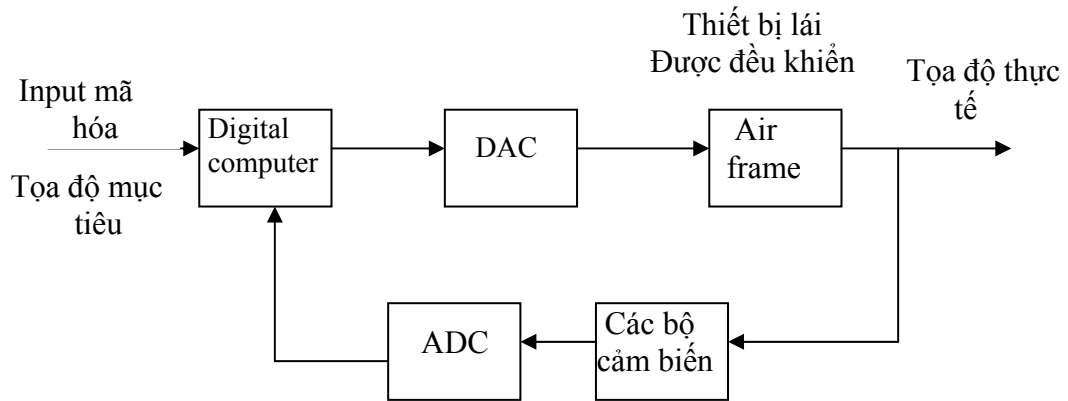 Thiết bị lái
Được đều khiển
Tọa độ thực
tế
Input mã
hóa
Digital
computer
DAC
Air
frame
Tọa độ mục
tiêu
ADC
Các bộ
cảm biến